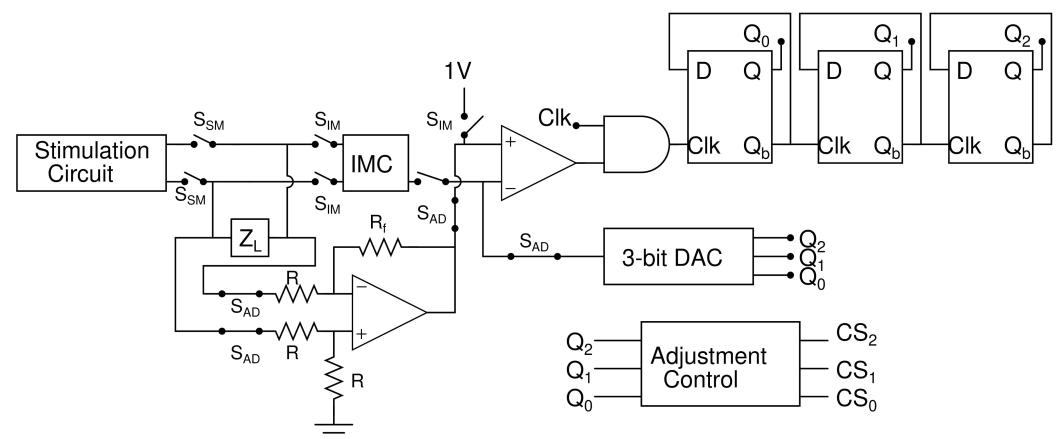 Q0
Q1
Q2
D Q
D Q
D Q
1V
Clk
SSM
SIM
SIM
+
Stimulation
Circuit
IMC
Clk Qb
Clk Qb
Clk Qb
−
SSM
SIM
SAD
Rf
ZL
SAD
3-bit DAC
Q2
Q1
Q0
R
−
SAD
+
SAD
R
R
Q2
Q1
Q0
Adjustment
Control
CS2
CS1
CS0